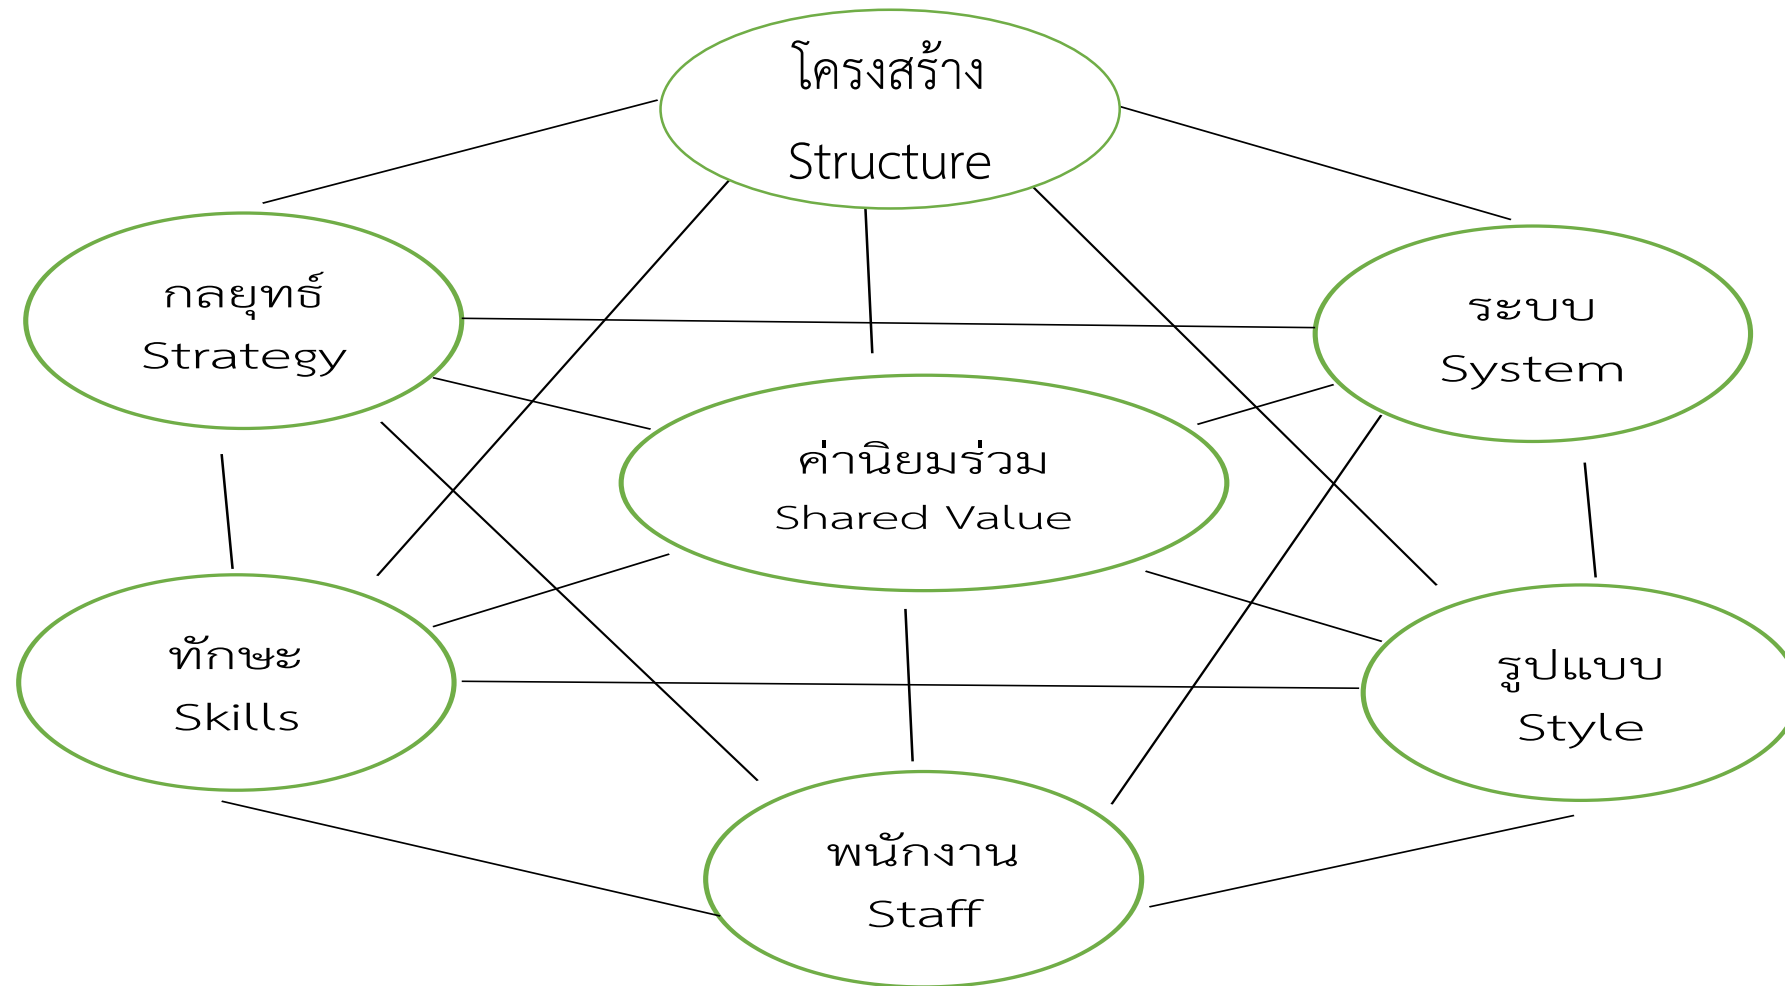 โครงสร้าง
Structure
กลยุทธ์
Strategy
ระบบ
System
ค่านิยมร่วม
Shared Value
ทักษะ
Skills
รูปแบบ
Style
พนักงาน
Staff